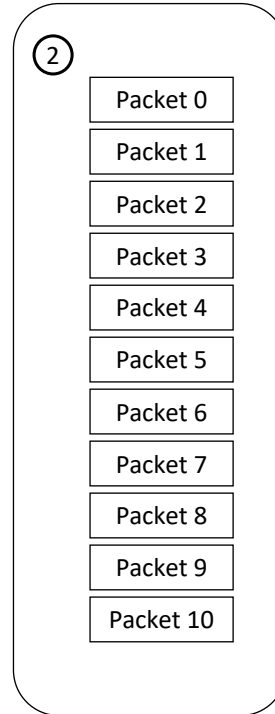 2
Packet 0
Packet 1
Packet 2
Packet 3
Packet 4
Packet 5
Packet 6
Packet 7
Packet 8
Packet 9
Packet 10